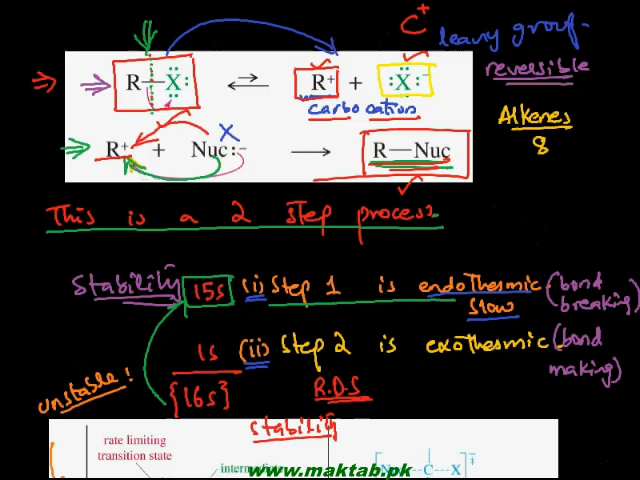 C+
leavng group-
R—X: ⇌ R+ + :X:-
reversible
carbocation
Alkenes
8
X
R+ + Nuc:- → R—Nuc
This is a 2 step process
Stability 15s (i) Step 1 is endothermic (bond breaking)
slow
1s (ii) Step 2 is exothermic (bond making)
unstable!
{16s} R.D.S
stability
rate limiting
transition state
intermediate
C X ‡
www.maktab.pk